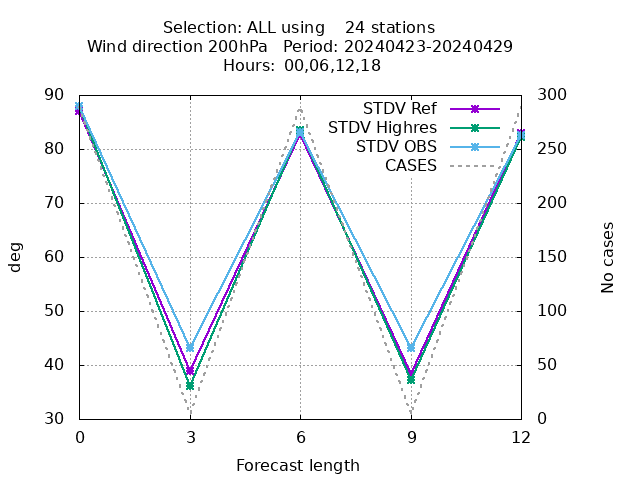 Selection: ALL using    24 stations
Wind direction 200hPa   Period: 20240423-20240429
Hours: 00,06,12,18
STDV Ref
STDV Highres
STDV OBS
CASES
90
80
70
60
50
40
30
300
250
200
150
100
50
0
deg
No cases
0 3 6 9 12
Forecast length